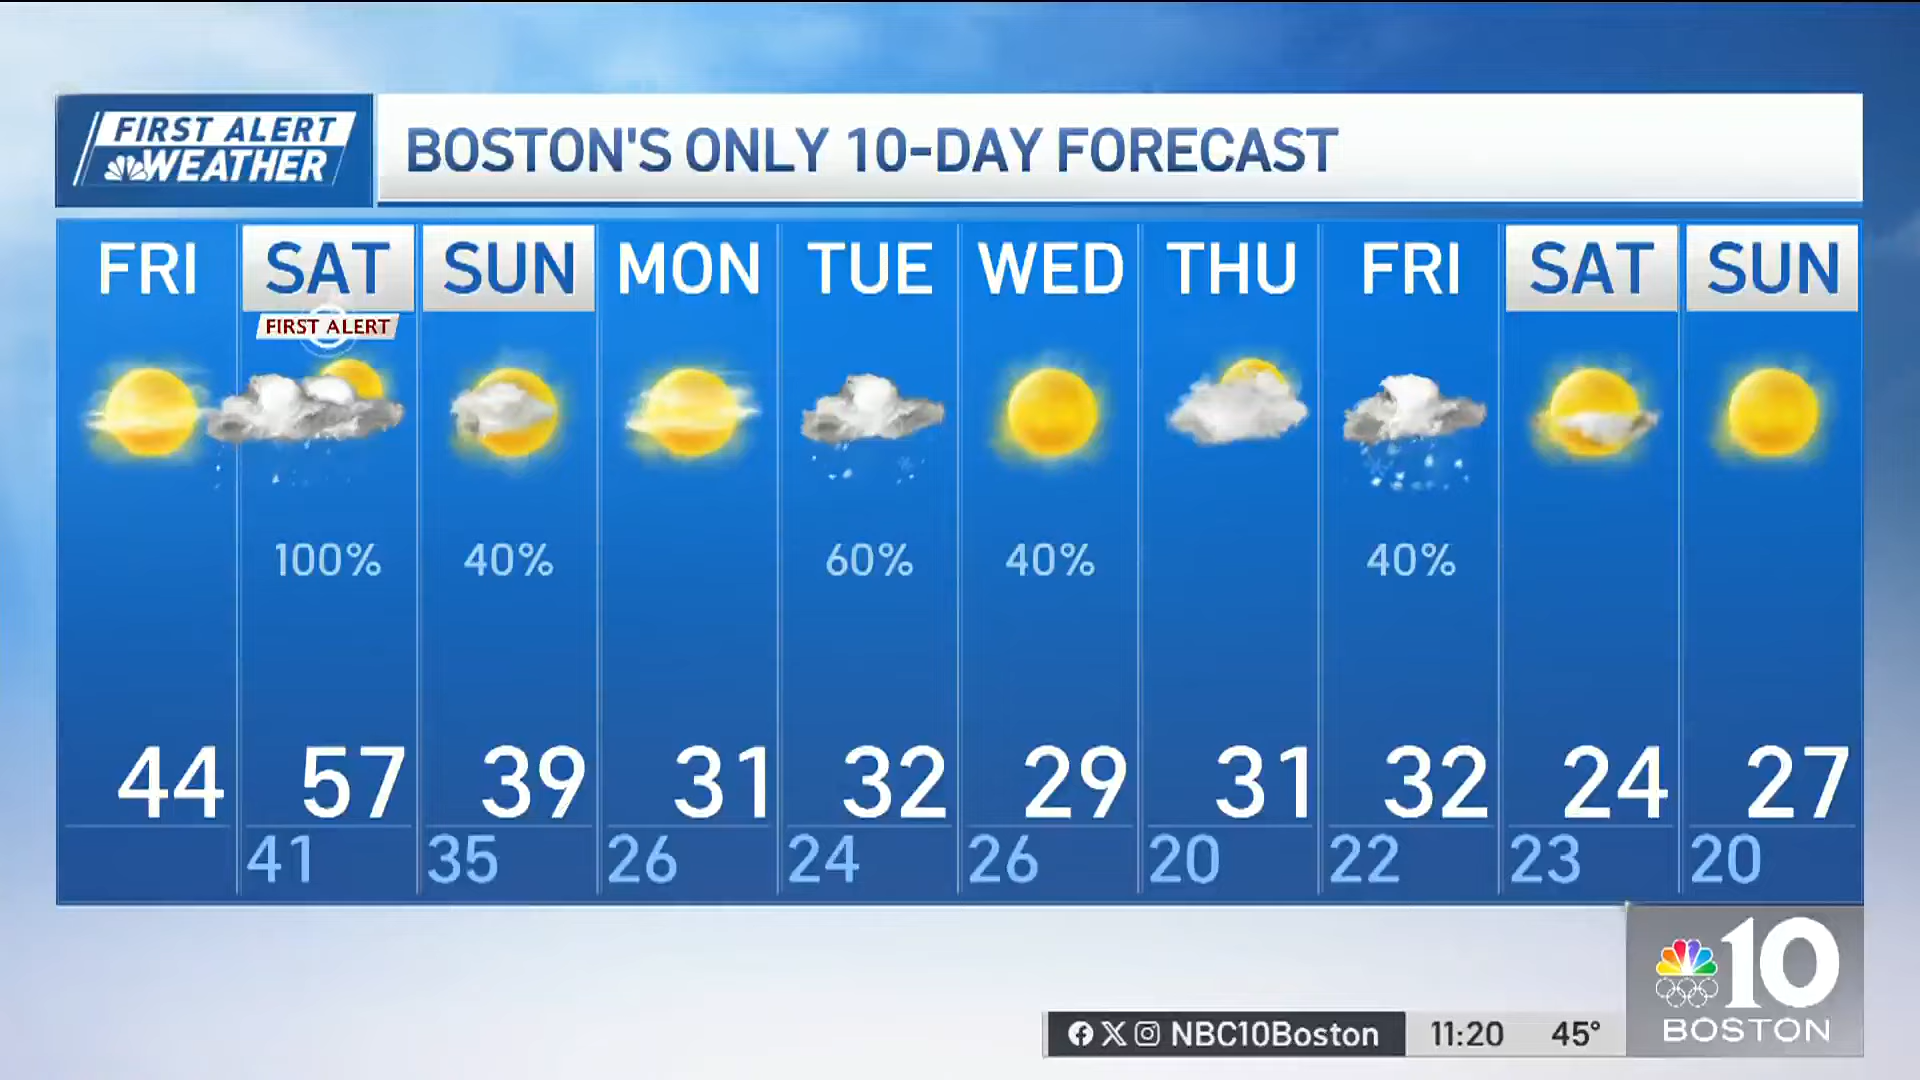 FIRST ALERT
WEATHER
BOSTON'S ONLY 10-DAY FORECAST
FRI SAT SUN MON TUE WED THU FRI SAT SUN
FIRST ALERT
100% 40% 60% 40% 40%
44 57 39 31 32 29 31 32 24 27
41 35 26 24 26 20 22 23 20
10
BOSTON
NBC10Boston 11:20 45°